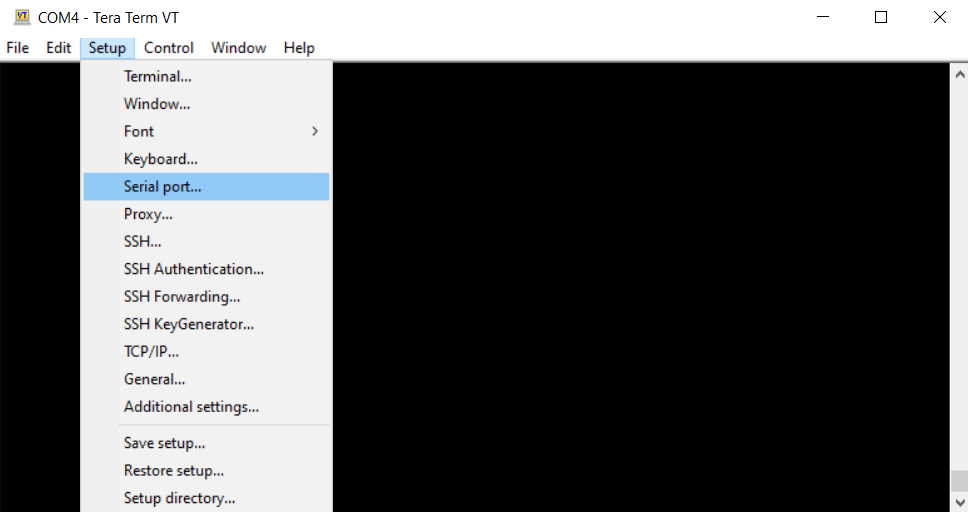 VT COM4 - Tera Term VT
File Edit Setup Control Window Help
Terminal...
Window...
Font
Keyboard...
Serial port...
Proxy...
SSH...
SSH Authentication...
SSH Forwarding...
SSH KeyGenerator...
TCP/IP...
General...
Additional settings...
Save setup...
Restore setup...
Setup directory...